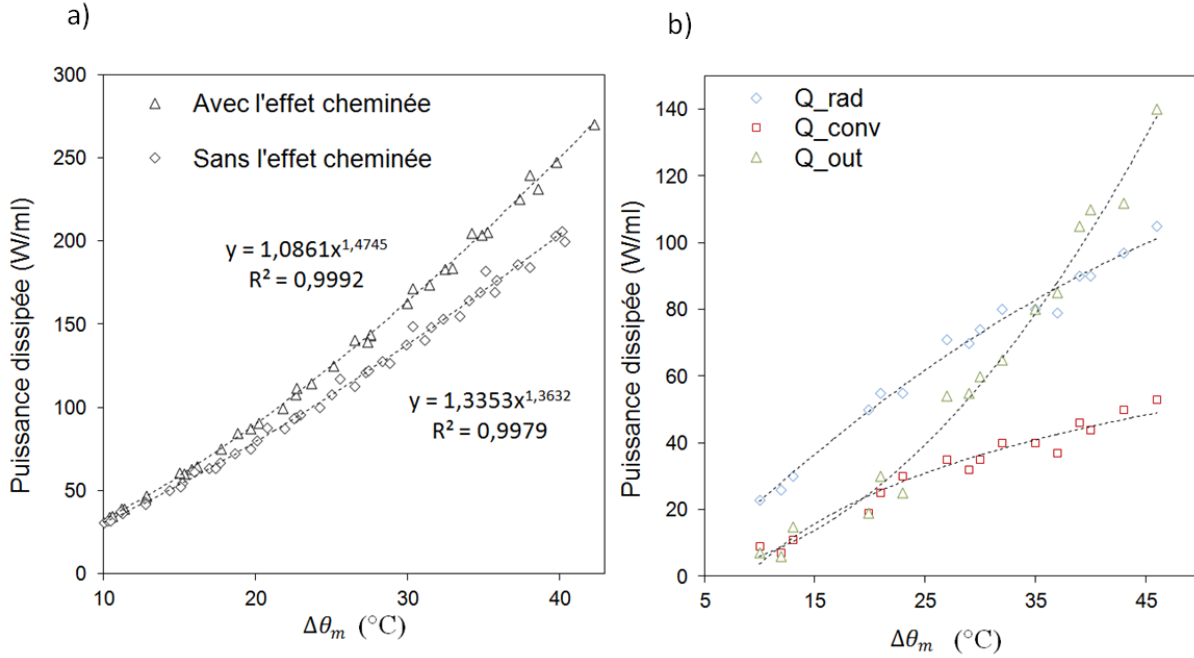 a)
Puissance dissipée (W/ml)
300
250
200
150
100
50
0
Avec l'effet cheminée
Sans l'effet cheminée
y = 1,0861x^1,4745
R² = 0,9992
y = 1,3353x^1,3632
R² = 0,9979
10
20
30
40
Δθ_m (°C)
b)
Puissance dissipée (W/ml)
140
120
100
80
60
40
20
0
Q_rad
Q_conv
Q_out
5
15
25
35
45
Δθ_m (°C)